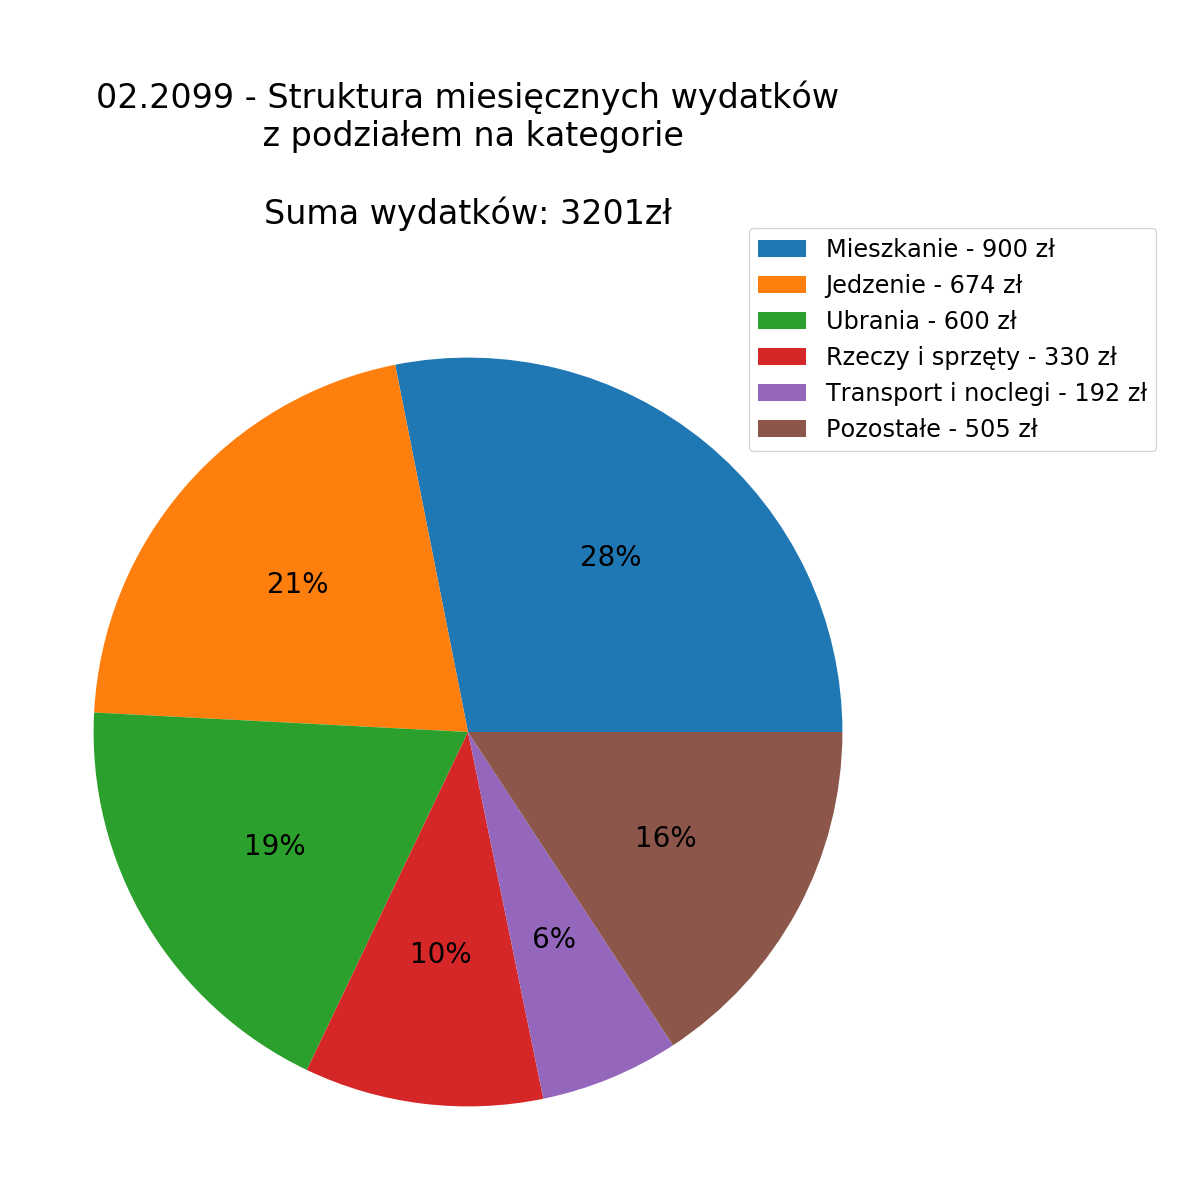 02.2099 - Struktura miesięcznych wydatków
z podziałem na kategorie
Suma wydatków: 3201zł
Mieszkanie - 900 zł
Jedzenie - 674 zł
Ubrania - 600 zł
Rzeczy i sprzęty - 330 zł
Transport i noclegi - 192 zł
Pozostałe - 505 zł
28%
21%
19%
16%
6%
10%